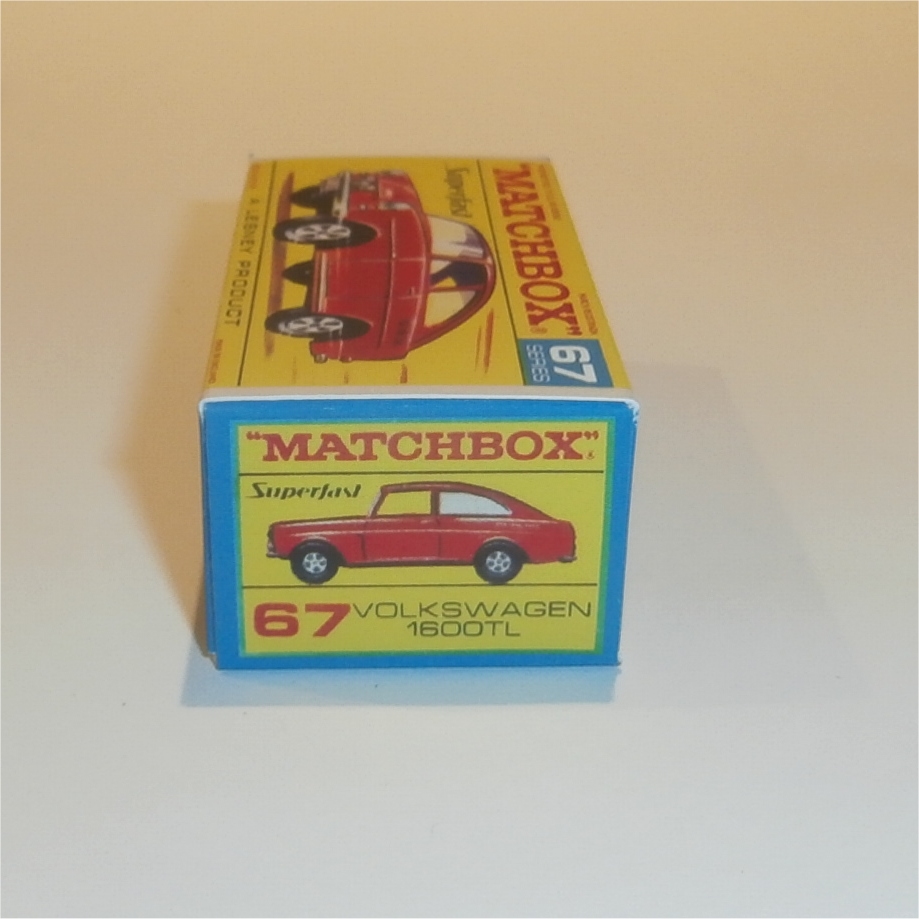 "MATCHBOX"®
Superfast
67 VOLKSWAGEN
1600TL
"MATCHBOX"®
67
SERIES
Superfast
A LESNEY PRODUCT